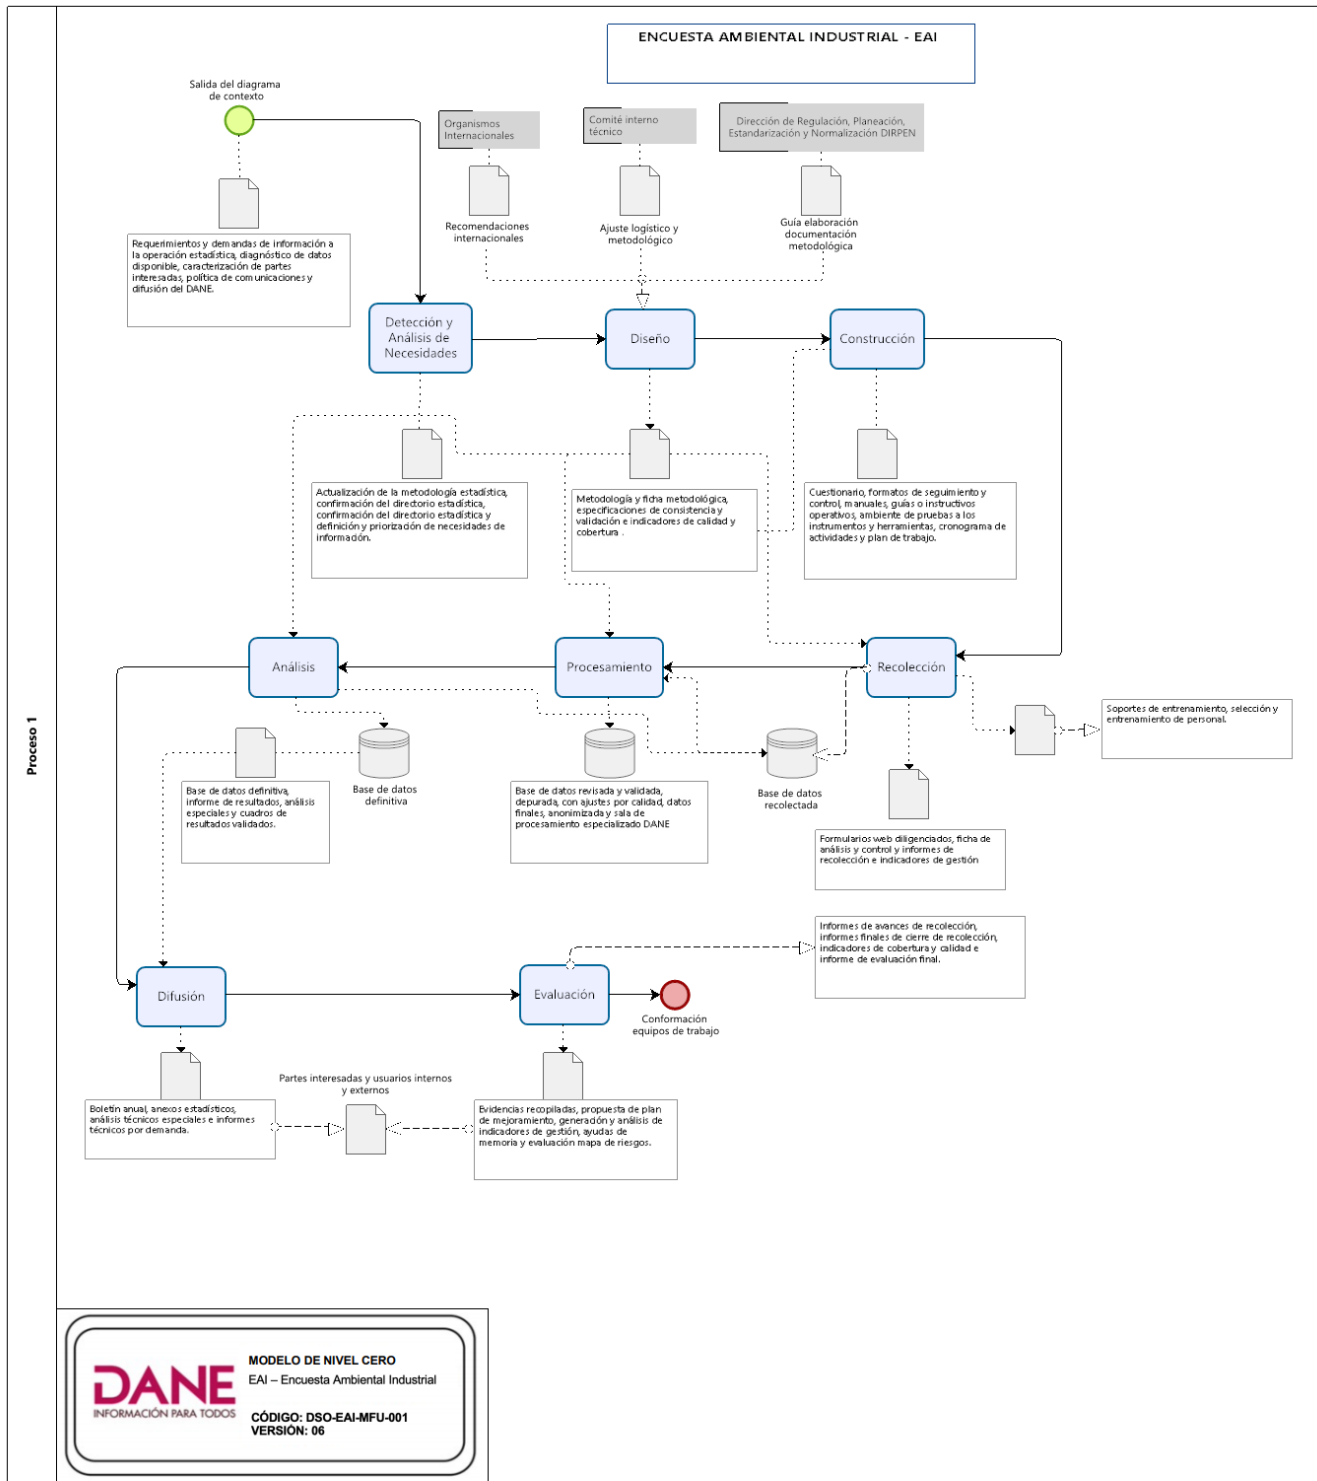 ENCUESTA AMBIENTAL INDUSTRIAL - EAI
Salida del diagrama
de contexto
Organismos
Internacionales
Comité interno
técnico
Dirección de Regulación, Planeación,
Estandarización y Normalización DIRPEN
Recomendaciones
internacionales
Ajuste logístico y
metodológico
Guía elaboración
documentación
metodológica
Requerimientos y demandas de información a
la operación estadística, diagnóstico de datos
disponible, caracterización de partes
interesadas, política de comunicaciones y
difusión del DANE.
Detección y
Análisis de
Necesidades
Diseño
Construcción
Actualización de la metodología estadística,
confirmación del directorio estadística,
confirmación del directorio estadística y
definición y priorización de necesidades de
información.
Metodología y ficha metodológica,
especificaciones de consistencia y
validación e indicadores de calidad y
cobertura .
Cuestionario, formatos de seguimiento y
control, manuales, guías o instructivos
operativos, ambiente de pruebas a los
instrumentos y herramientas, cronograma de
actividades y plan de trabajo.
Análisis
Procesamiento
Recolección
Soportes de entrenamiento, selección y
entrenamiento de personal.
Base de datos definitiva,
informe de resultados, análisis
especiales y cuadros de
resultados validados.
Base de datos
definitiva
Base de datos revisada y validada,
depurada, con ajustes por calidad, datos
finales, anonimizada y sala de
procesamiento especializado DANE
Base de datos
recolectada
Formularios web diligenciados, ficha de
análisis y control y informes de
recolección e indicadores de gestión
Informes de avances de recolección,
informes finales de cierre de recolección,
indicadores de cobertura y calidad e
informe de evaluación final.
Difusión
Evaluación
Conformación
equipos de trabajo
Partes interesadas y usuarios internos
y externos
Boletín anual, anexos estadísticos,
análisis técnicos especiales e informes
técnicos por demanda.
Evidencias recopiladas, propuesta de plan
de mejoramiento, generación y análisis de
indicadores de gestión, ayudas de
memoria y evaluación mapa de riesgos.
Proceso 1
DANE
INFORMACIÓN PARA TODOS
MODELO DE NIVEL CERO
EAI – Encuesta Ambiental Industrial
CÓDIGO: DSO-EAI-MFU-001
VERSIÓN: 06